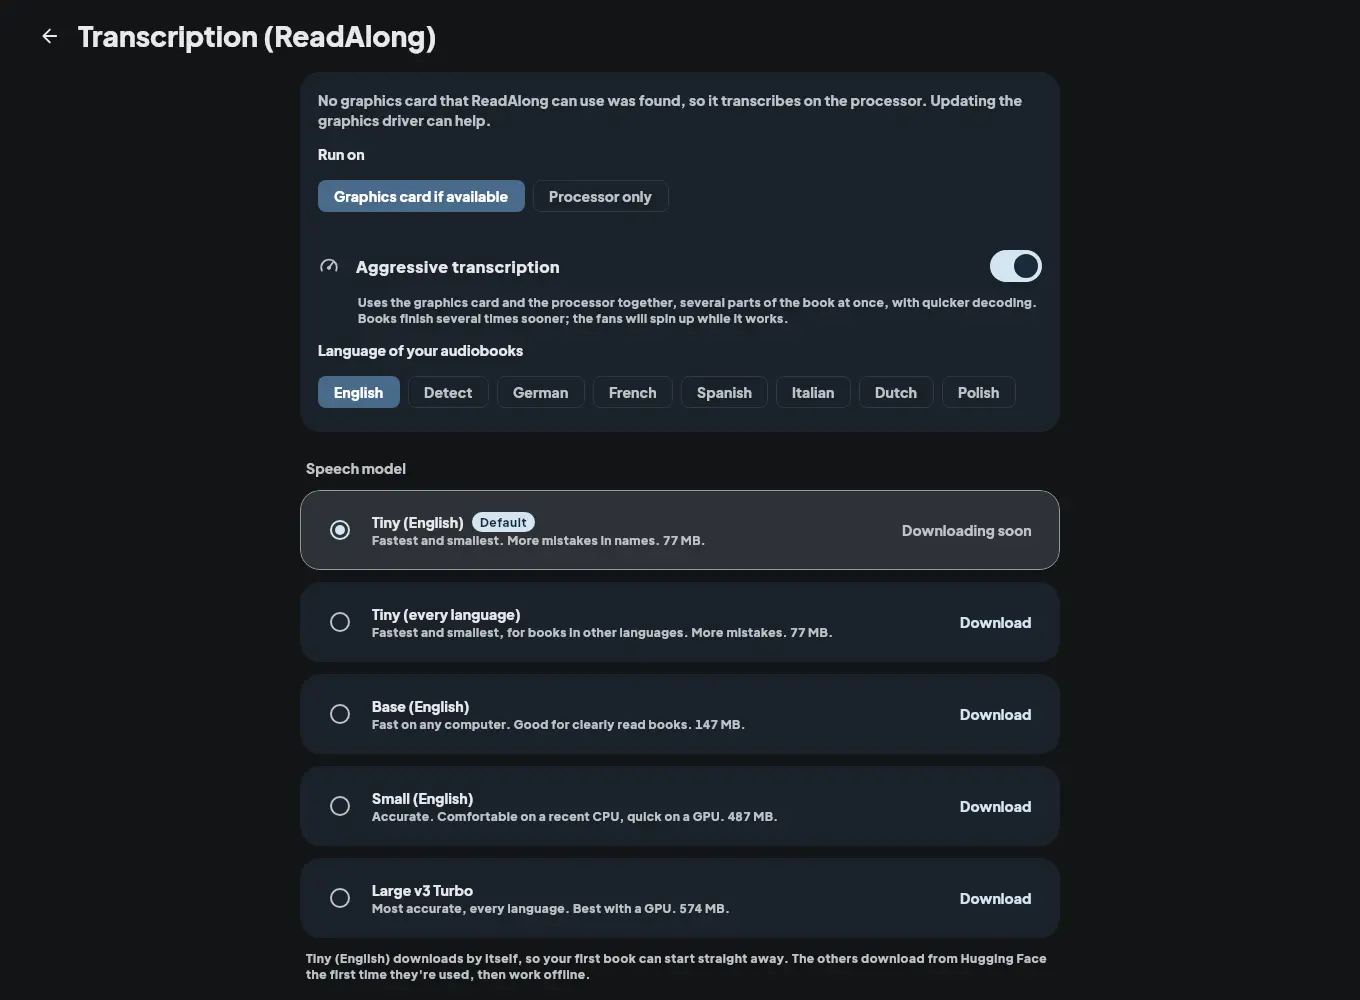 Transcription (ReadAlong)
No graphics card that ReadAlong can use was found, so it transcribes on the processor. Updating the
graphics driver can help.
Run on
Graphics card if available
Processor only
Aggressive transcription
Uses the graphics card and the processor together, several parts of the book at once, with quicker decoding.
Books finish several times sooner; the fans will spin up while it works.
Language of your audiobooks
English
Detect
German
French
Spanish
Italian
Dutch
Polish
Speech model
Tiny (English) Default
Fastest and smallest. More mistakes in names. 77 MB.
Downloading soon
Tiny (every language)
Fastest and smallest, for books in other languages. More mistakes. 77 MB.
Download
Base (English)
Fast on any computer. Good for clearly read books. 147 MB.
Download
Small (English)
Accurate. Comfortable on a recent CPU, quick on a GPU. 487 MB.
Download
Large v3 Turbo
Most accurate, every language. Best with a GPU. 574 MB.
Download
Tiny (English) downloads by itself, so your first book can start straight away. The others download from Hugging Face
the first time they're used, then work offline.